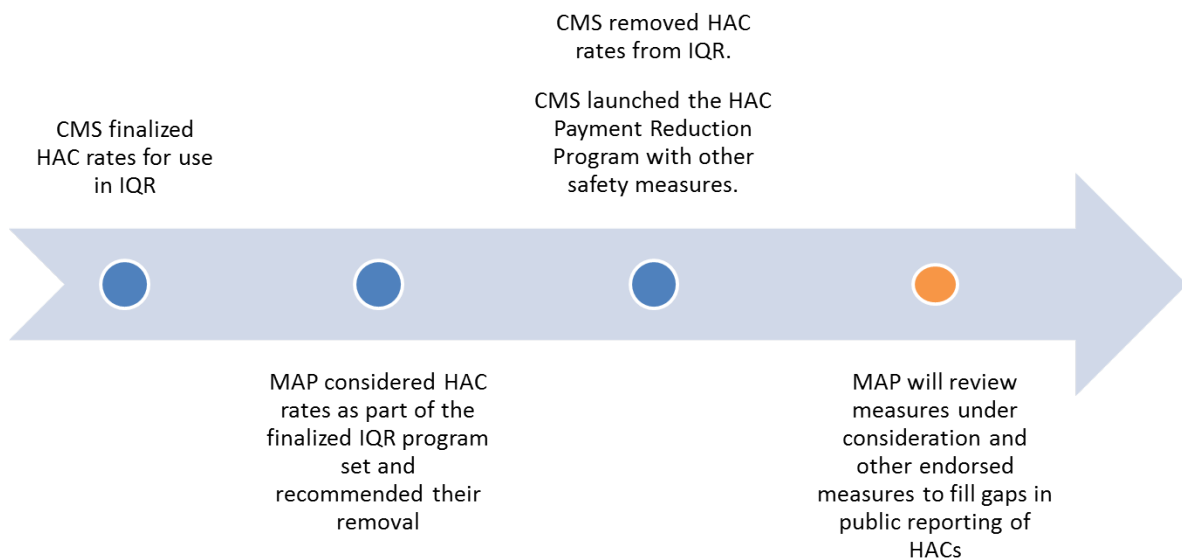 CMS finalized
HAC rates for use
in IQR
MAP considered HAC
rates as part of the
finalized IQR program
set and
recommended their
removal
CMS removed HAC
rates from IQR.
CMS launched the HAC
Payment Reduction
Program with other
safety measures.
MAP will review
measures under
consideration and
other endorsed
measures to fill gaps in
public reporting of
HACs